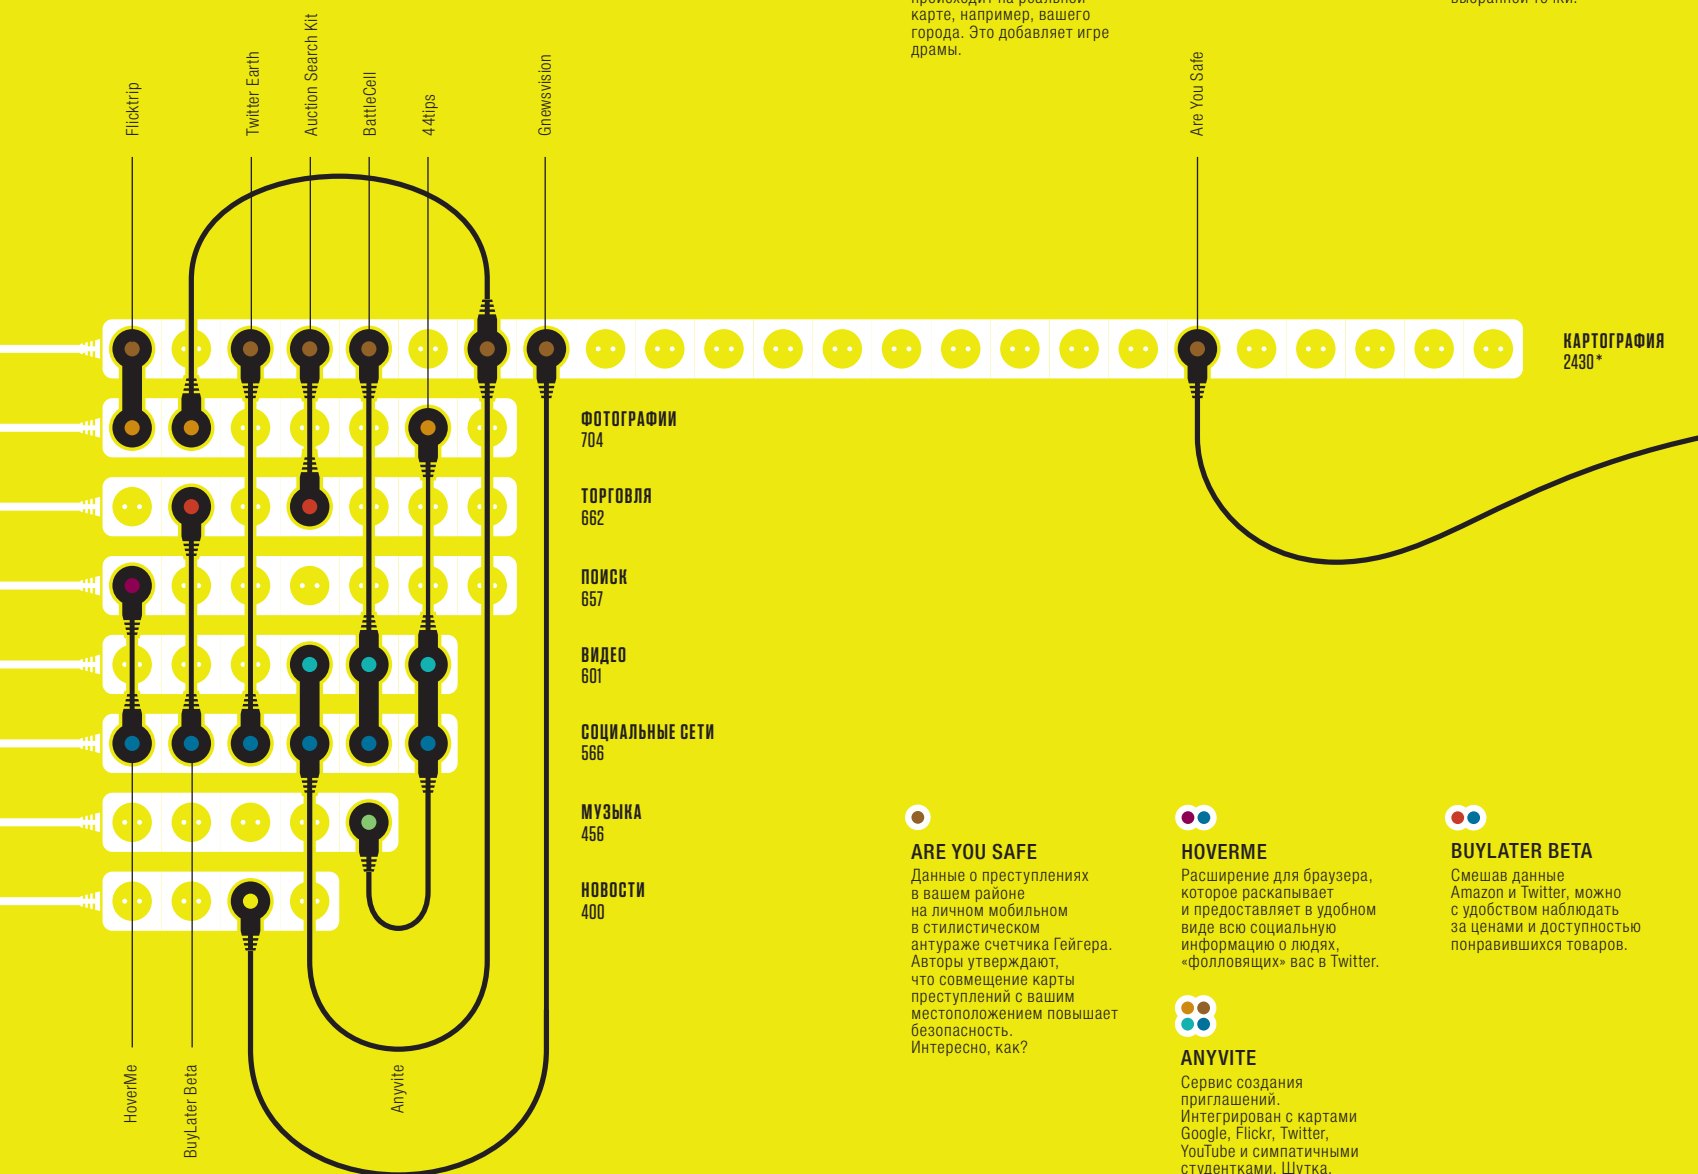 происходит на реальной
карте, например, вашего
города. Это добавляет игре
драмы.
выбранной точки.
Flicktrip
Twitter Earth
Auction Search Kit
BattleCell
44tips
Gnewsvision
Are You Safe
КАРТОГРАФИЯ
2430*
ФОТОГРАФИИ
704
ТОРГОВЛЯ
662
ПОИСК
657
ВИДЕО
601
СОЦИАЛЬНЫЕ СЕТИ
566
МУЗЫКА
456
НОВОСТИ
400
HoverMe
BuyLater Beta
Anyvite
ARE YOU SAFE
Данные о преступлениях
в вашем районе
на личном мобильном
в стилистическом
антураже счетчика Гейгера.
Авторы утверждают,
что совмещение карты
преступлений с вашим
местоположением повышает
безопасность.
Интересно, как?
HOVERME
Расширение для браузера,
которое раскапывает
и предоставляет в удобном
виде всю социальную
информацию о людях,
«фолловящих» вас в Twitter.
ANYVITE
Сервис создания
приглашений.
Интегрирован с картами
Google, Flickr, Twitter,
YouTube и симпатичными
студентками. Шутка.
BUYLATER BETA
Смешав данные
Amazon и Twitter, можно
с удобством наблюдать
за ценами и доступностью
понравившихся товаров.